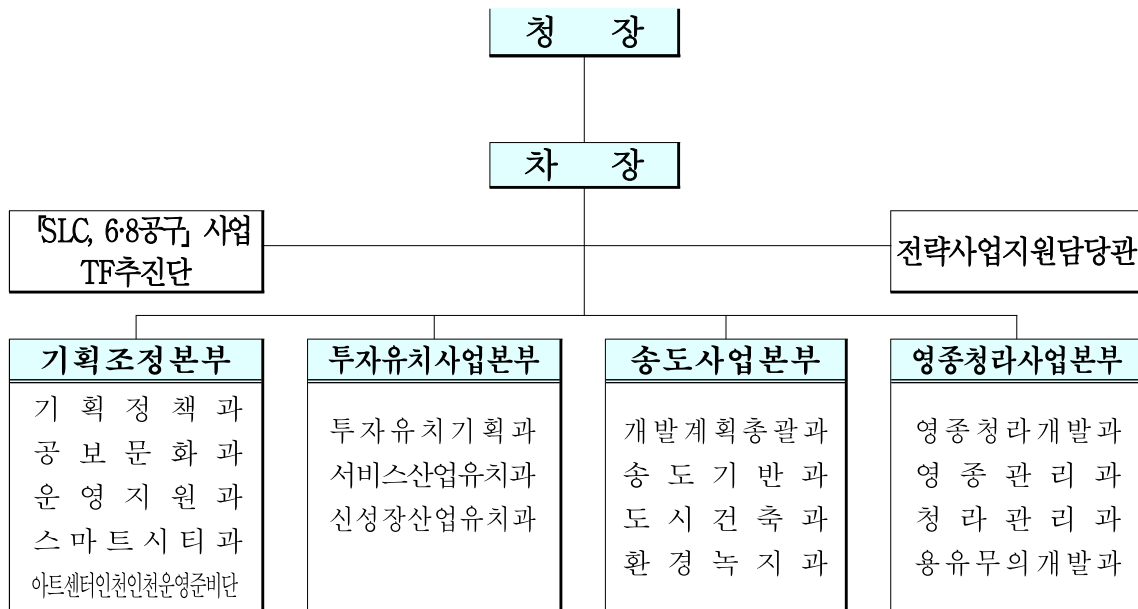 청 장
차 장
「SLC, 6·8공구」 사업
TF추진단
전략사업지원담당관
기획조정본부
기획정책과
공보문화과
운영지원과
스마트시티과
아트센터인천인천운영준비단
투자유치사업본부
투자유치기획과
서비스산업유치과
신성장산업유치과
송도사업본부
개발계획총괄과
송도기반과
도시건축과
환경녹지과
영종청라사업본부
영종청라개발과
영종관리과
청라관리과
용유무의개발과